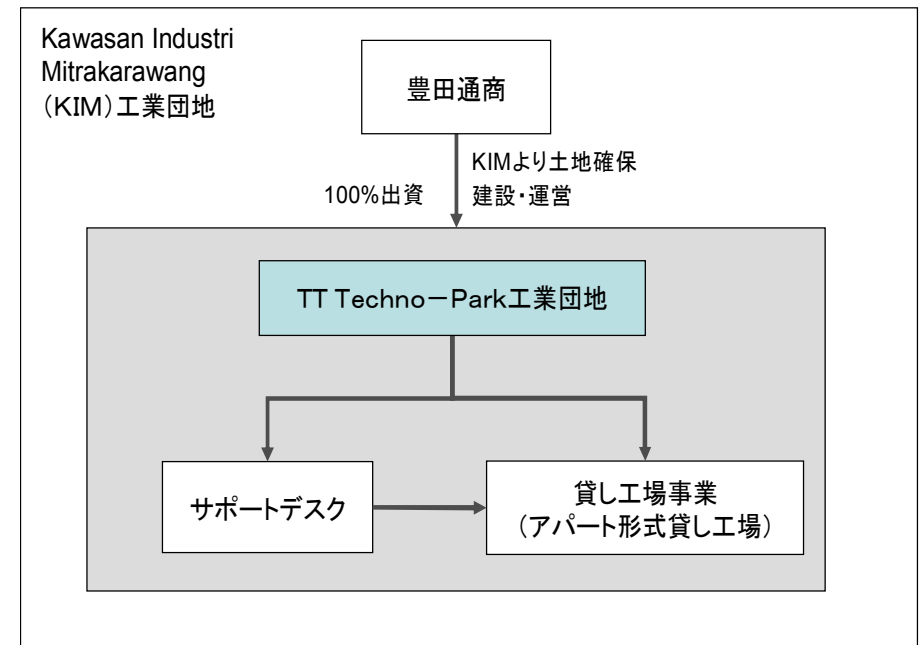 Kawasan Industri
Mitrakarawang
（KIM）工業団地
豊田通商
100%出資
KIMより土地確保
建設・運営
TT Techno－Park工業団地
サポートデスク
貸し工場事業
（アパート形式貸し工場）